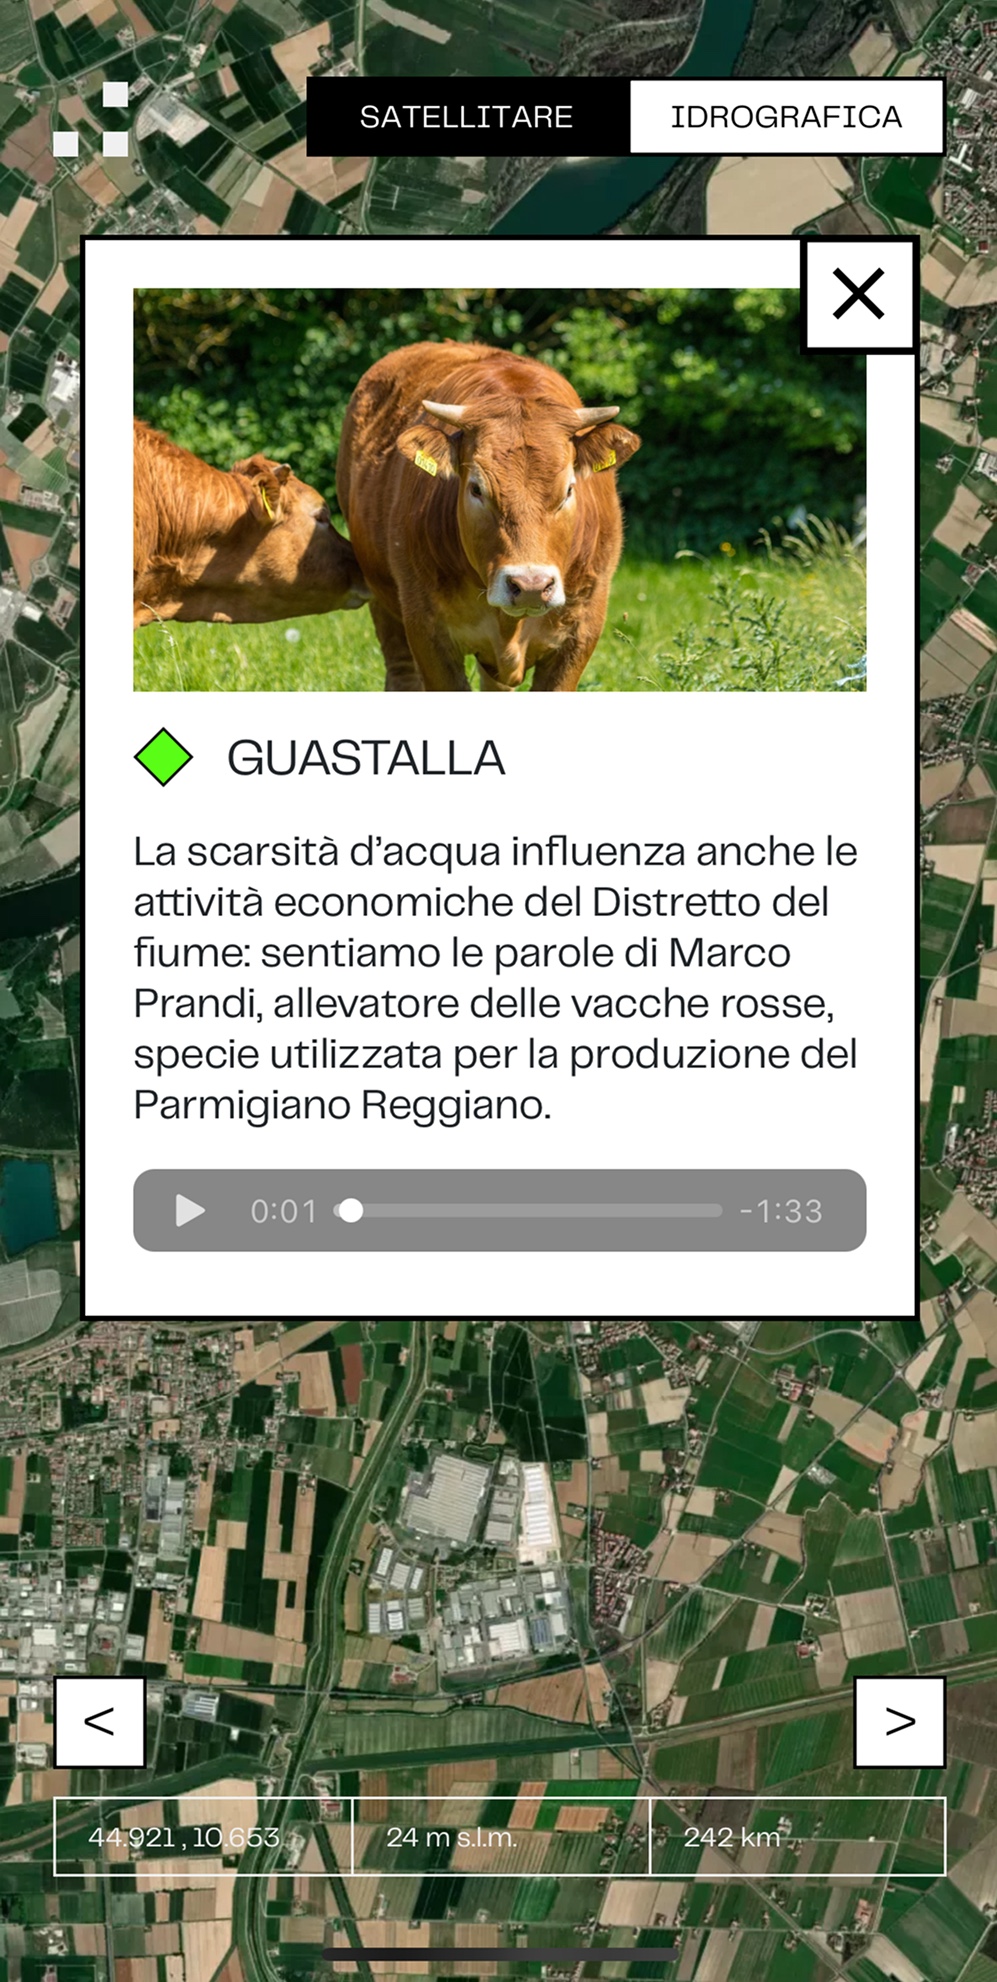 SATELLITARE
IDROGRAFICA
GUASTALLA
La scarsità d’acqua influenza anche le
attività economiche del Distretto del
fiume: sentiamo le parole di Marco
Prandi, allevatore delle vacche rosse,
specie utilizzata per la produzione del
Parmigiano Reggiano.
0:01
-1:33
<
>
44.921 , 10.653
24 m s.l.m.
242 km